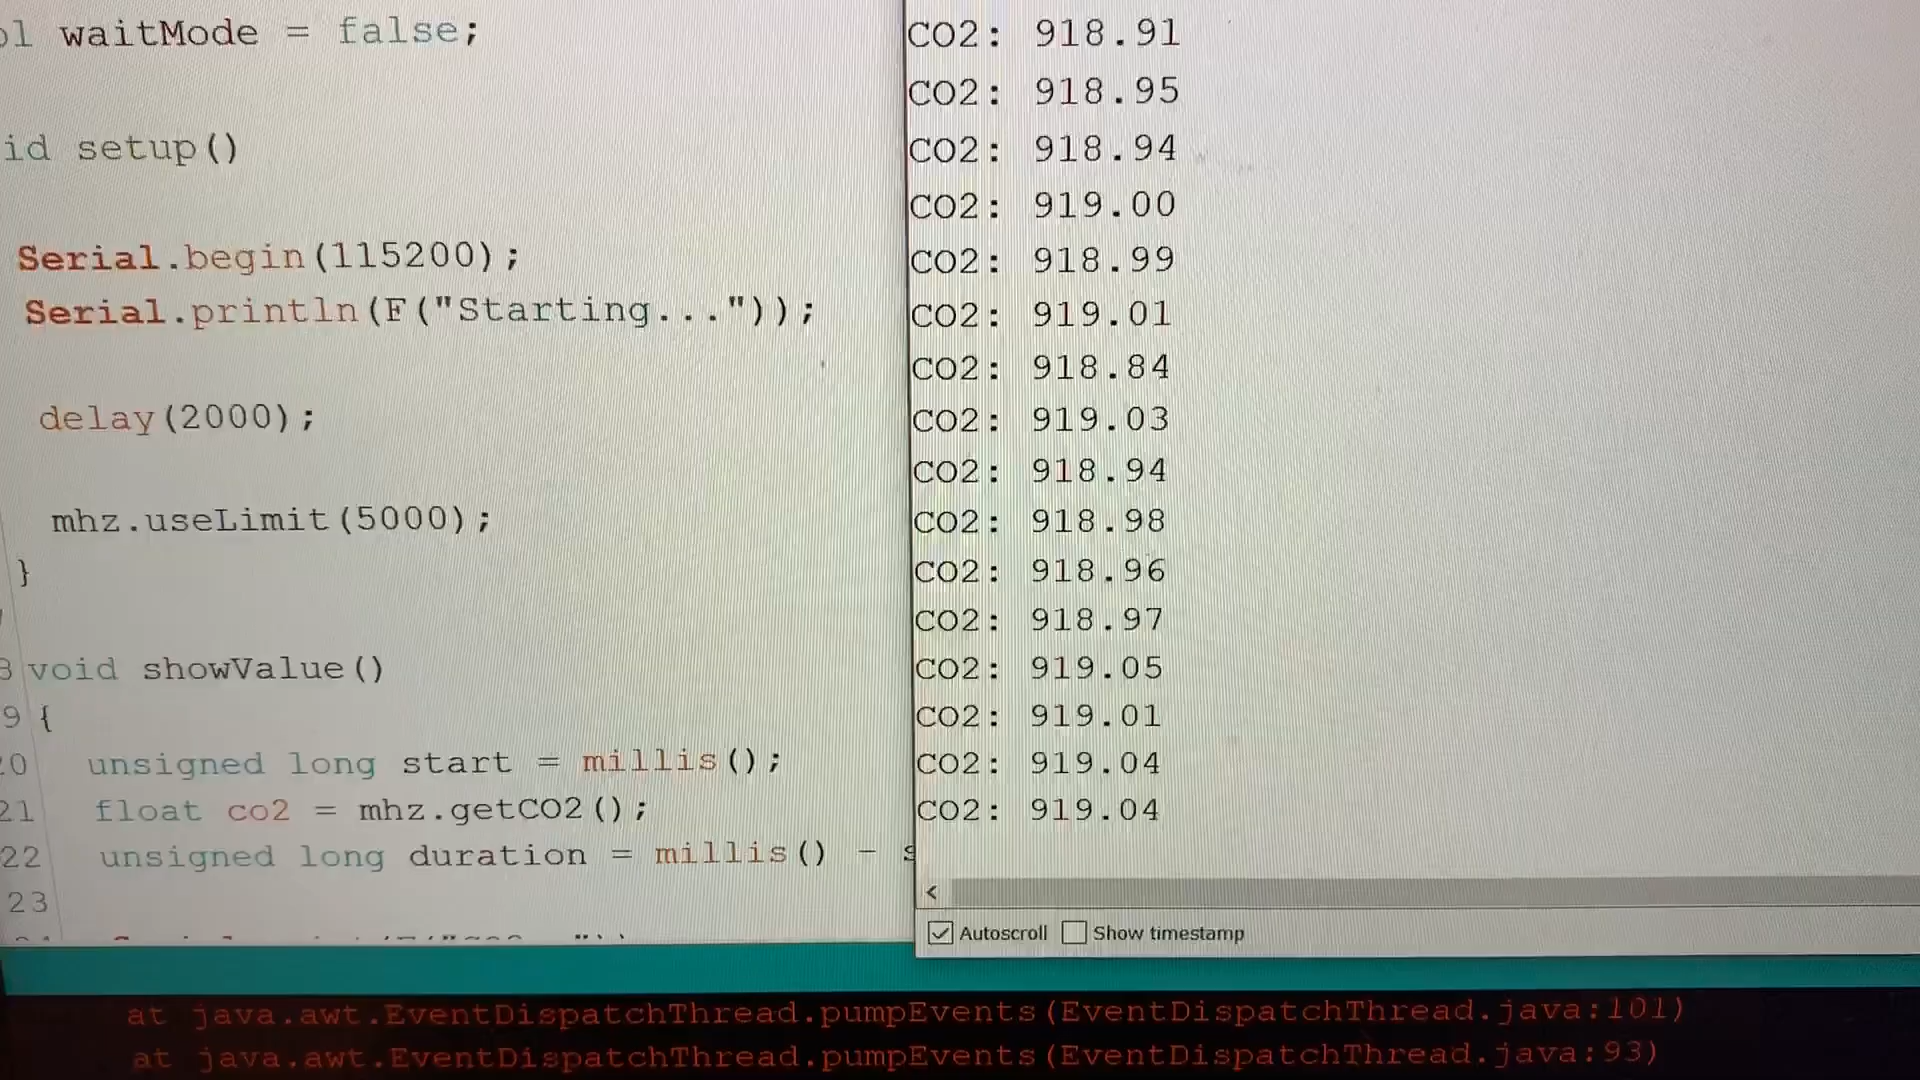 waitMode = false;
id setup()
Serial.begin(115200);
Serial.println(F("Starting..."));
delay(2000);
mhz.useLimit(5000);
}
void showValue()
9 {
unsigned long start = millis();
21 float co2 = mhz.getCO2();
22 unsigned long duration = millis() -
23
CO2: 918.91
CO2: 918.95
CO2: 918.94
CO2: 919.00
CO2: 918.99
CO2: 919.01
CO2: 918.84
CO2: 919.03
CO2: 918.94
CO2: 918.98
CO2: 918.96
CO2: 918.97
CO2: 919.05
CO2: 919.01
CO2: 919.04
CO2: 919.04
Autoscroll Show timestamp
at java.awt.EventDispatchThread.pumpEvents(EventDispatchThread.java:101)
at java.awt.EventDispatchThread.pumpEvents(EventDispatchThread.java:93)